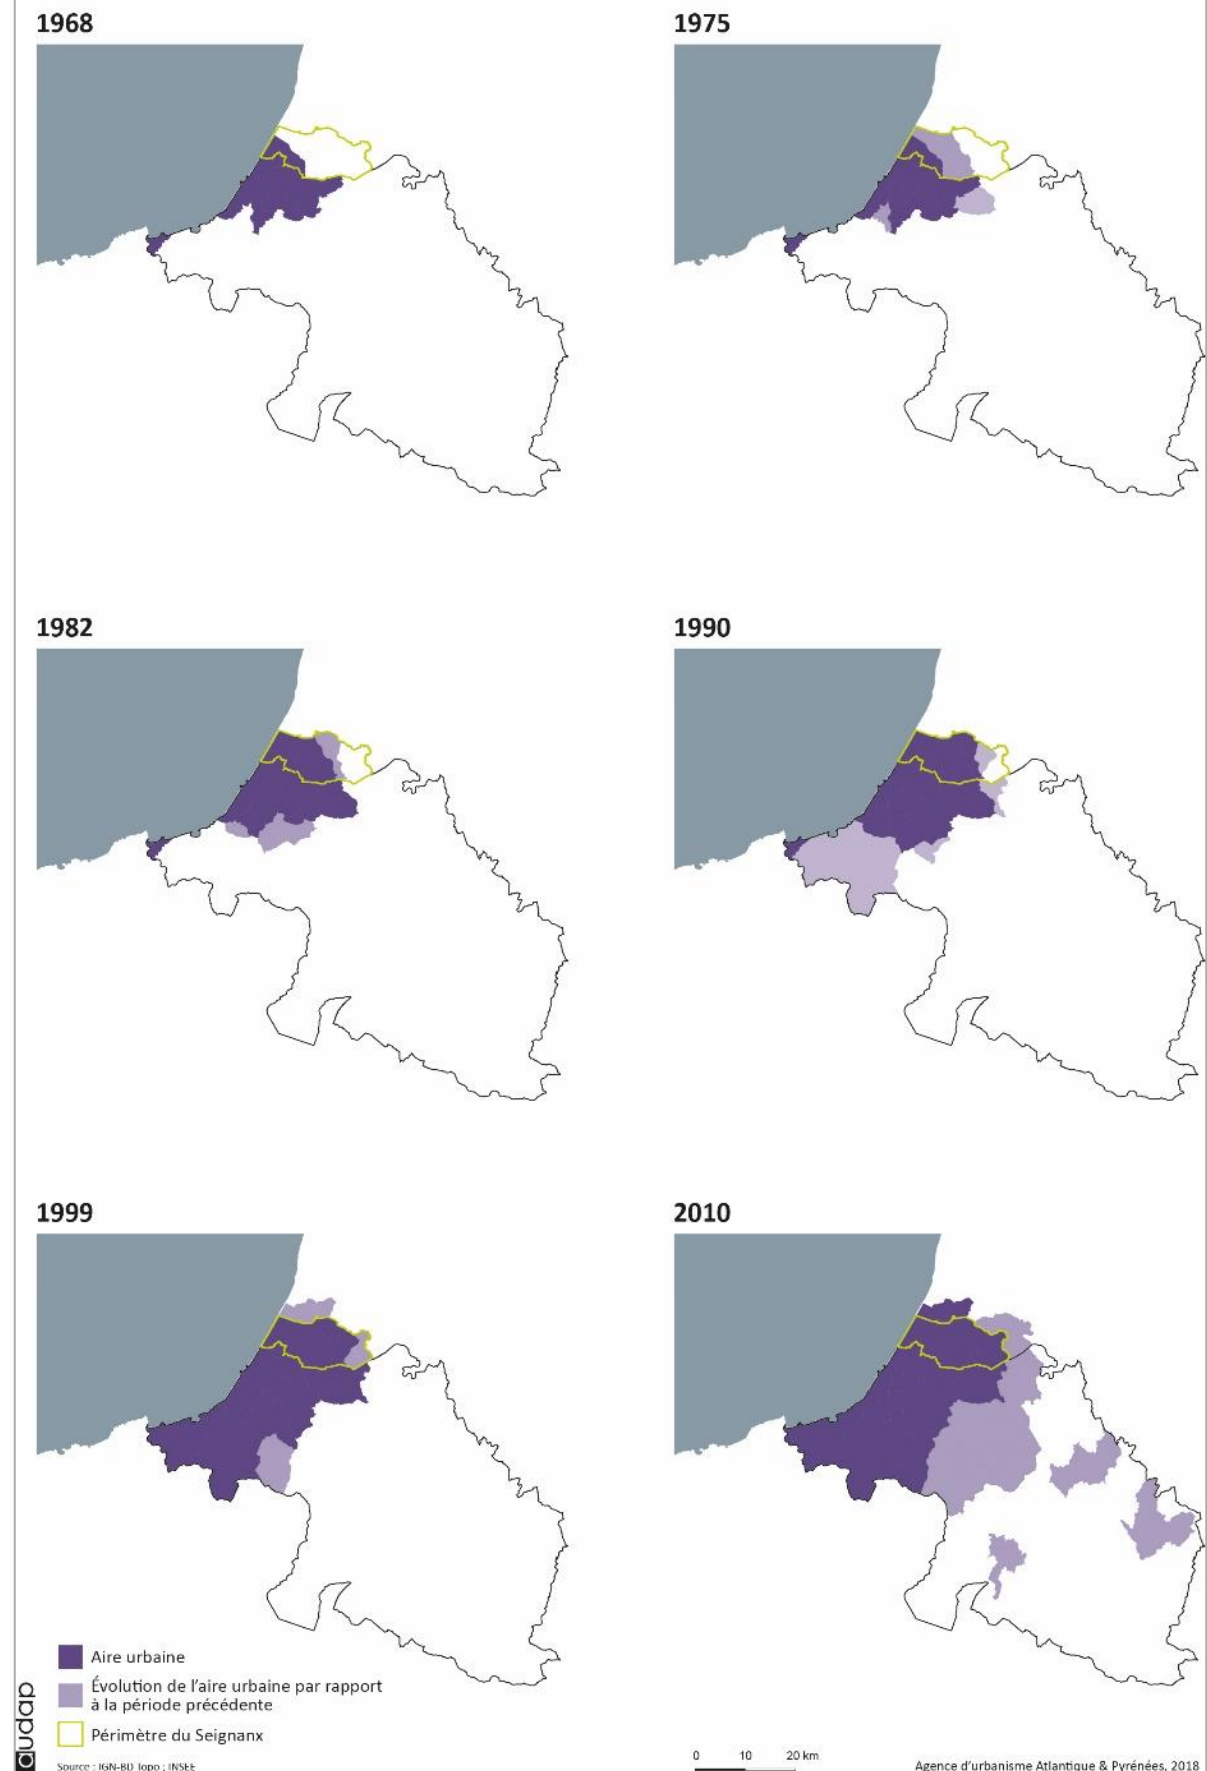 1968
1975
1982
1990
1999
2010
Aire urbaine
Évolution de l'aire urbaine par rapport
à la période précédente
Périmètre du Seignanx
audap
Source : IGN-BD Topo ; INSEE
0 10 20 km
Agence d'urbanisme Atlantique & Pyrénées, 2018